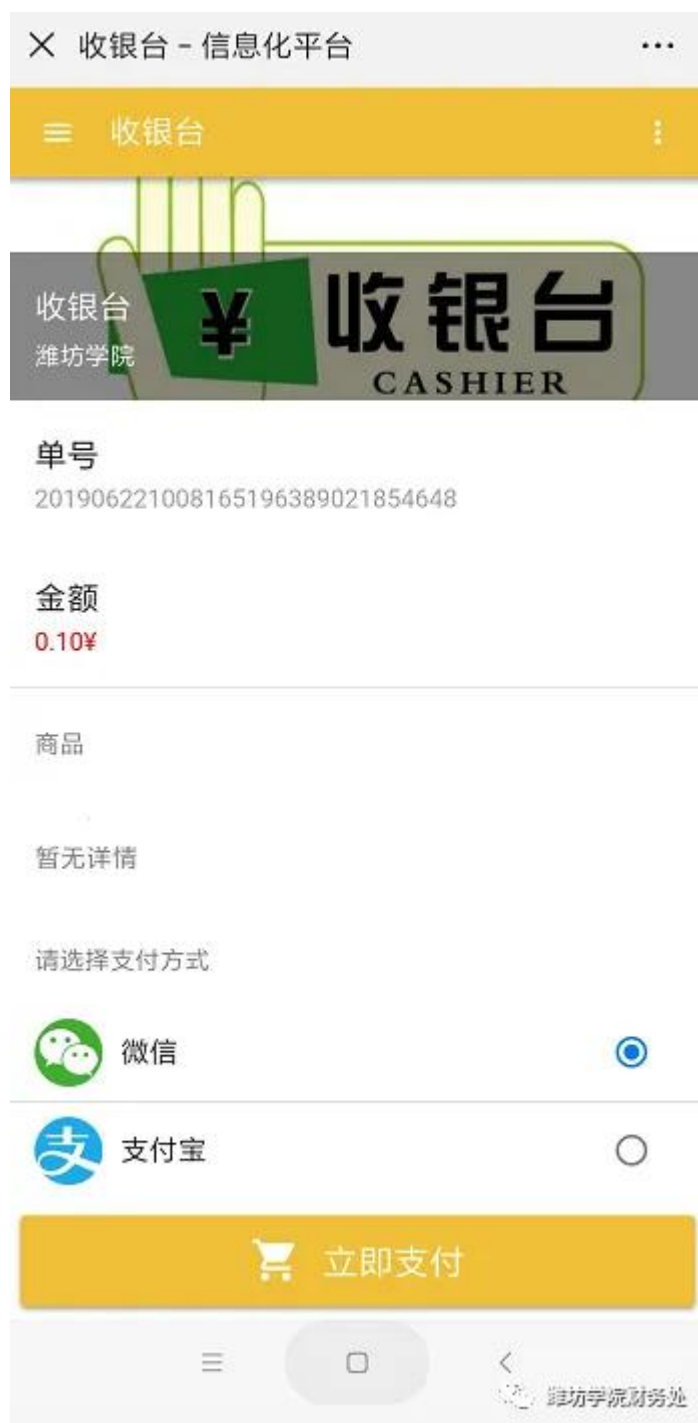 收银台 - 信息化平台
收银台
收银台
潍坊学院
¥ 收银台
CASHIER
单号
2019062210081651963890218​54648
金额
0.10¥
商品
暂无详情
请选择支付方式
微信
支 支付宝
立即支付
潍坊学院财务处